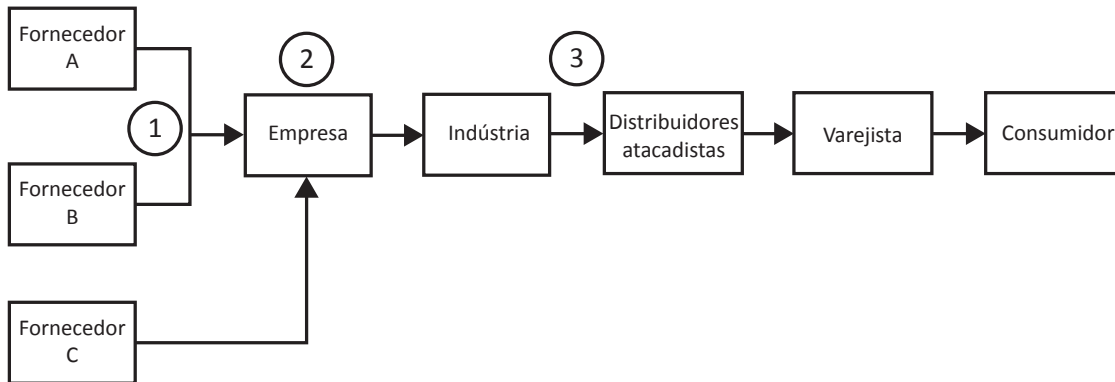 Fornecedor
A
1
Fornecedor
B
Fornecedor
C
2
Empresa
Indústria
3
Distribuidores
atacadistas
Varejista
Consumidor